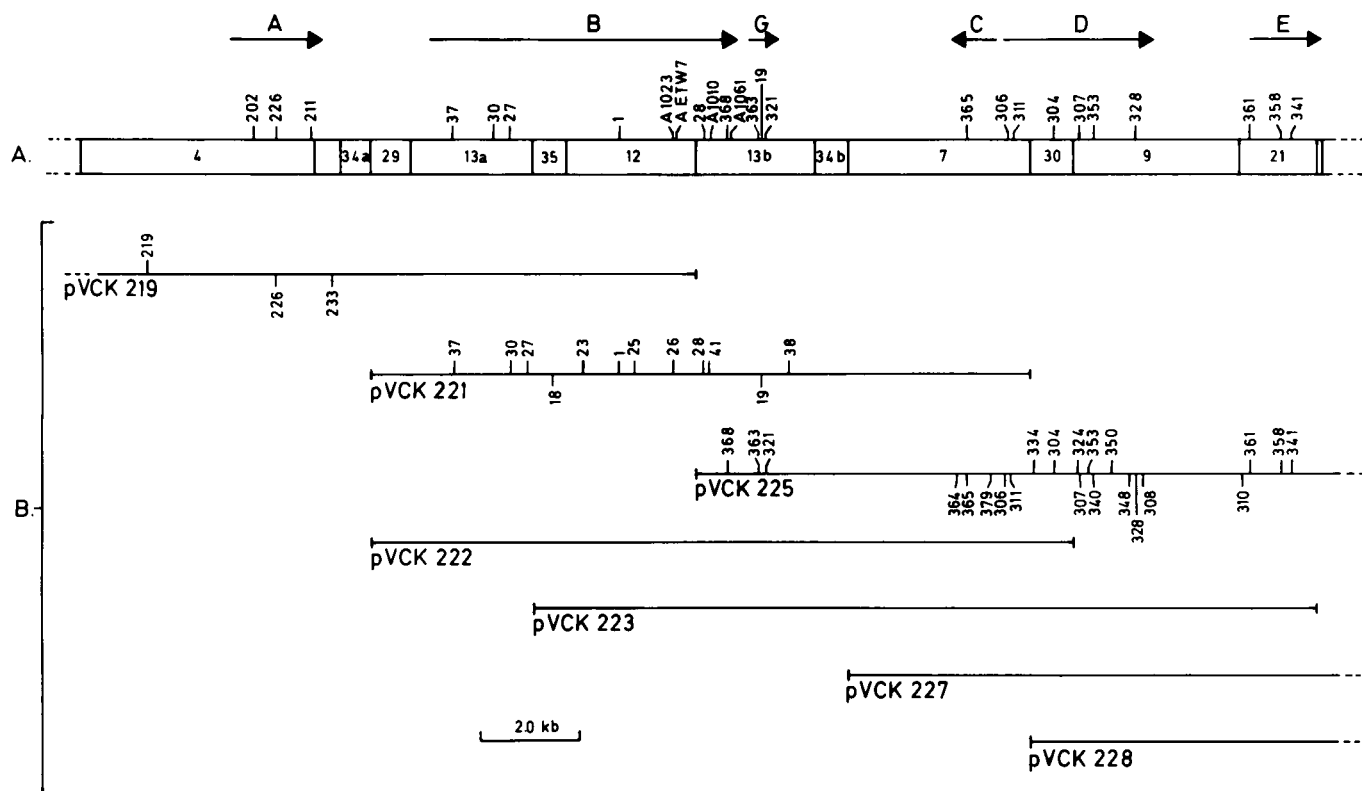 A B G C D E
202 226 211 37 30 27 1 A1023 A ETW7 28 A1010 368 A1061 363 19 321 365 306 311 304 307 353 328 361 358 341
A. 4 34a 29 13a 35 12 13b 34b 7 30 9 21
219
pVCK 219
226 233
37 30 27 23 1 25 26 28 41 38
pVCK 221
18 19
368 363 321 334 304 324 353 350 361 358 341
pVCK 225
364 365 379 306 311 307 340 348 328 308 310
B.
pVCK 222
pVCK 223
pVCK 227
2.0 kb
pVCK 228